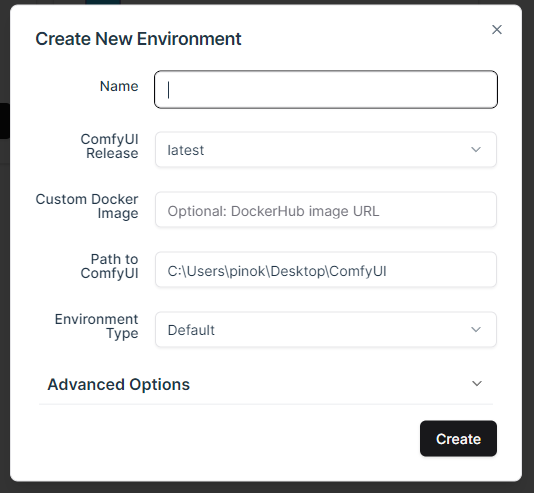 Create New Environment
Name
ComfyUI
Release
latest
Custom Docker
Image
Optional: DockerHub image URL
Path to
ComfyUI
C:\Users\pinok\Desktop\ComfyUI
Environment
Type
Default
Advanced Options
Create